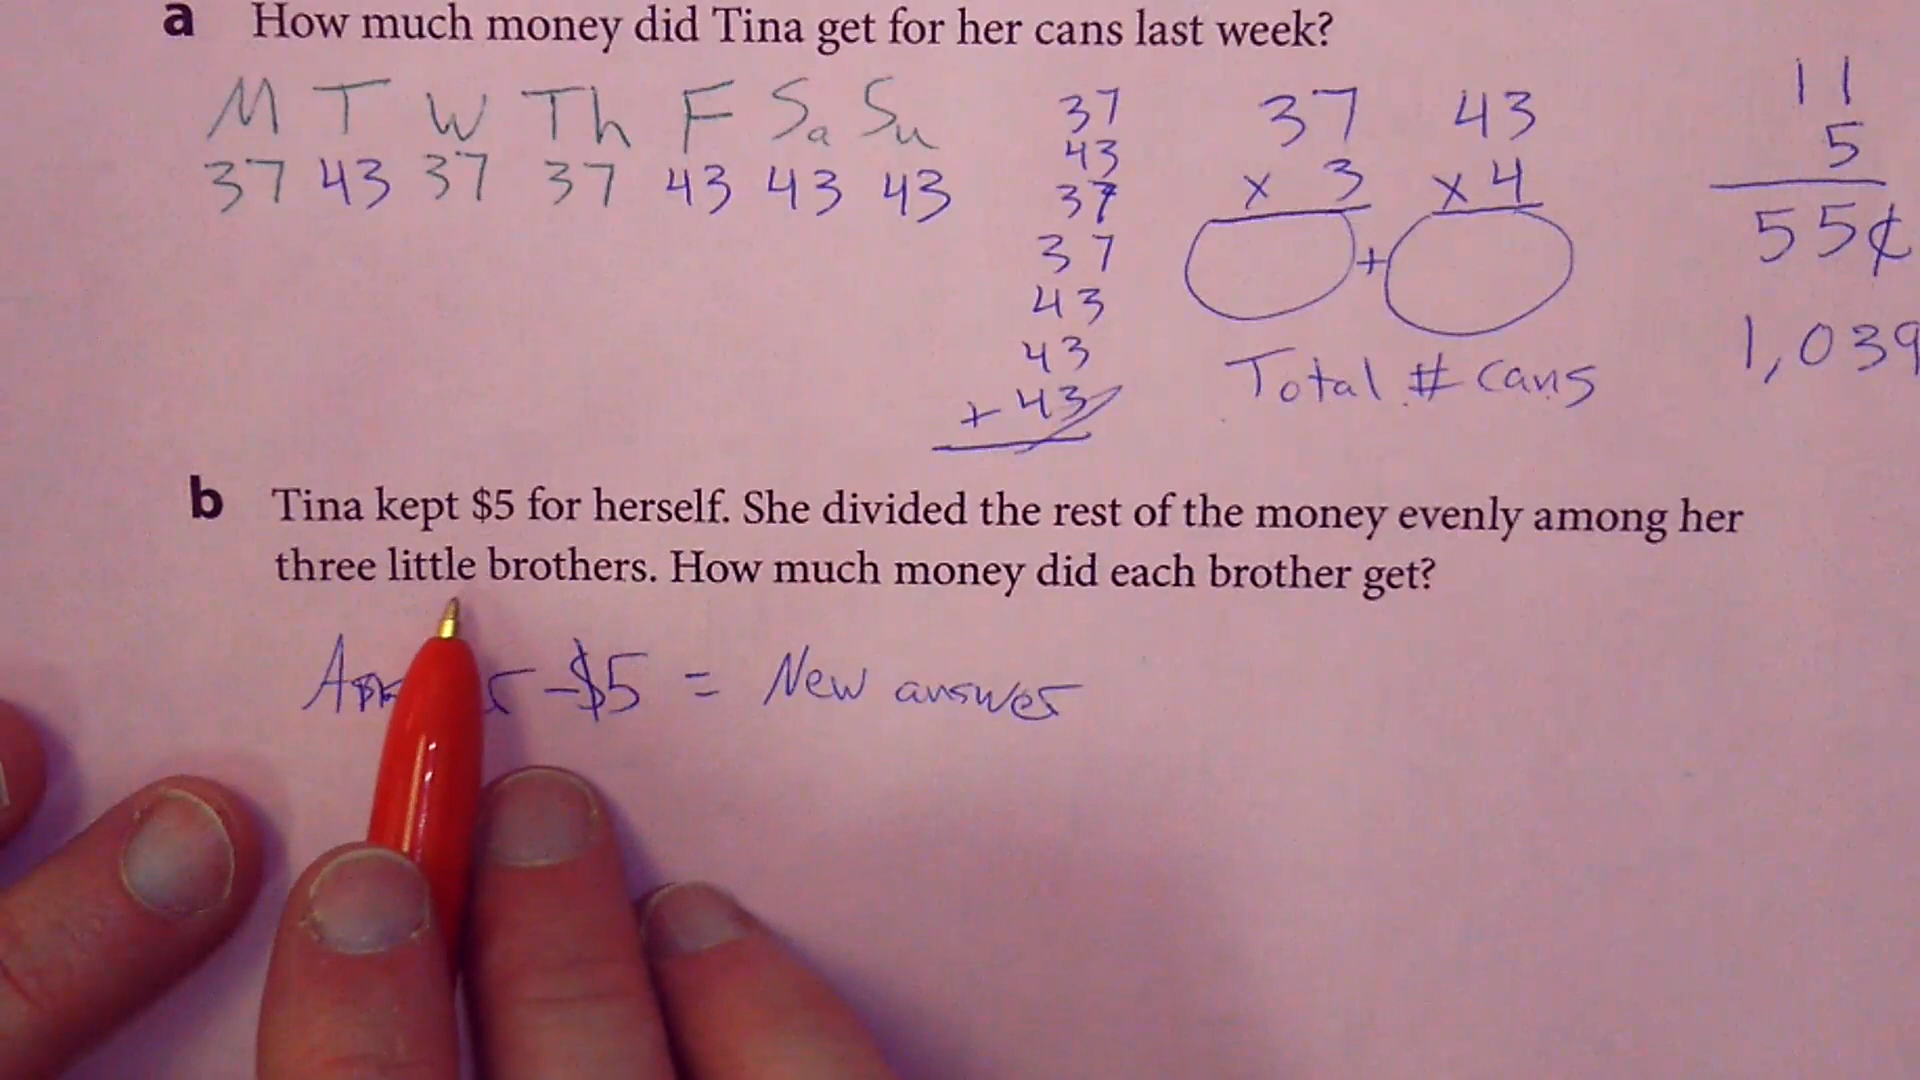 a How much money did Tina get for her cans last week?
M T W Th F Sa Su
37 43 37 37 43 43 43
37
43
37
37
43
43
+ 43
37
x 3
+
43
x 4
Total # cans
11
5
55¢
1,039
b Tina kept $5 for herself. She divided the rest of the money evenly among her
three little brothers. How much money did each brother get?
-$5 = New answer